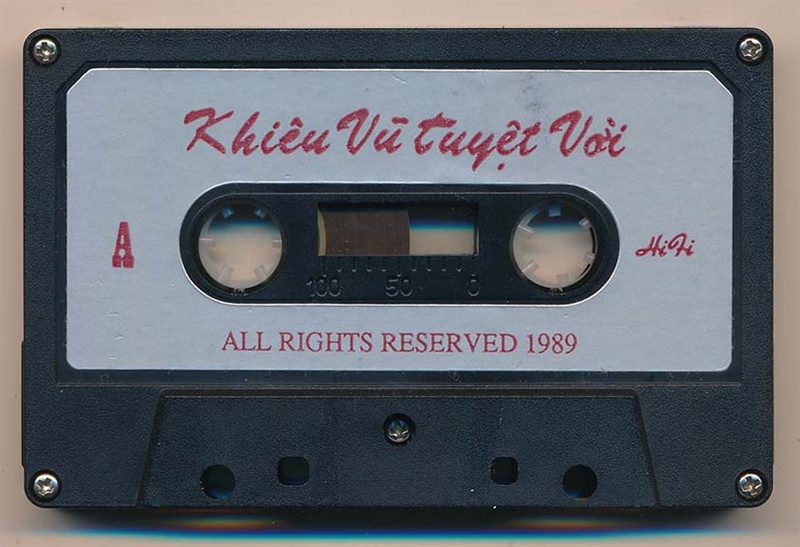 Khiêu Vũ tuyệt Vời
A
HiFi
100 50 0
ALL RIGHTS RESERVED 1989